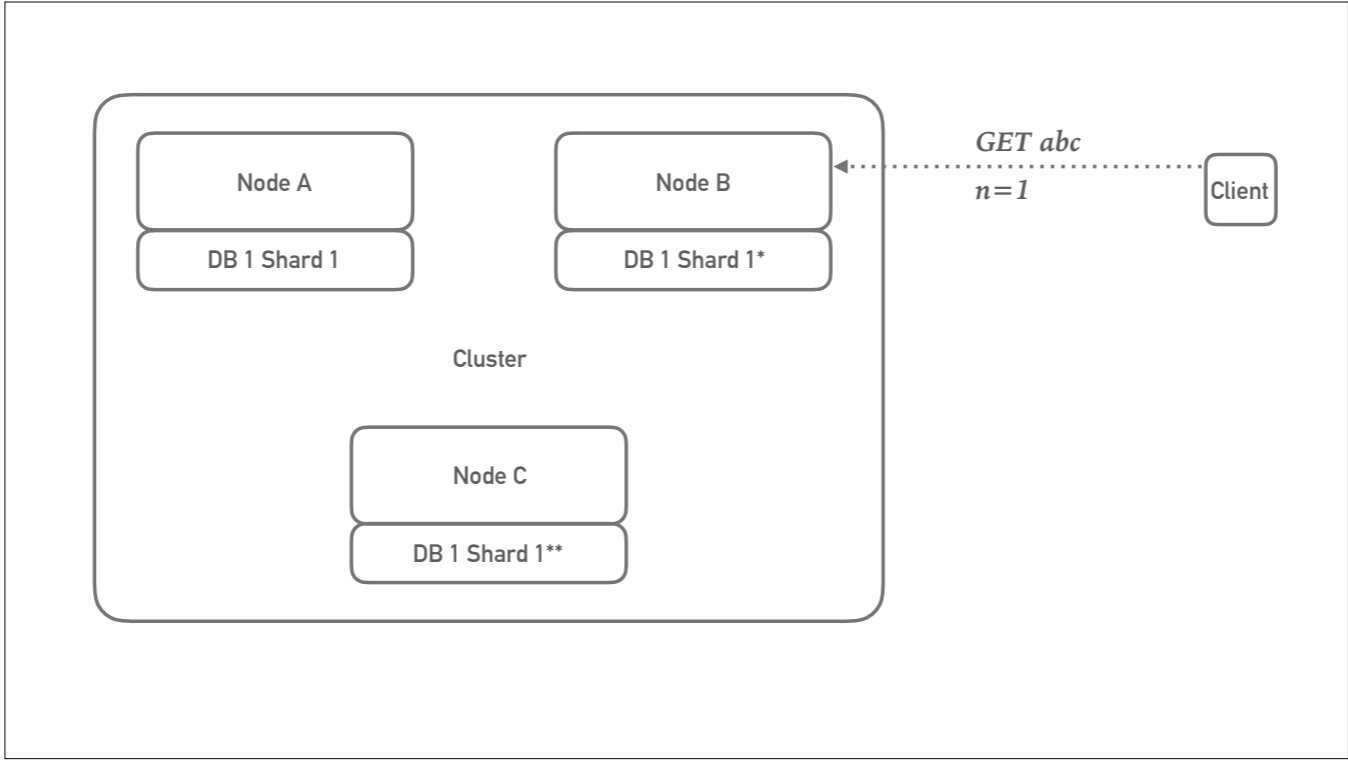 GET abc
Node A
Node B
n=1
Client
DB 1 Shard 1
DB 1 Shard 1*
Cluster
Node C
DB 1 Shard 1**